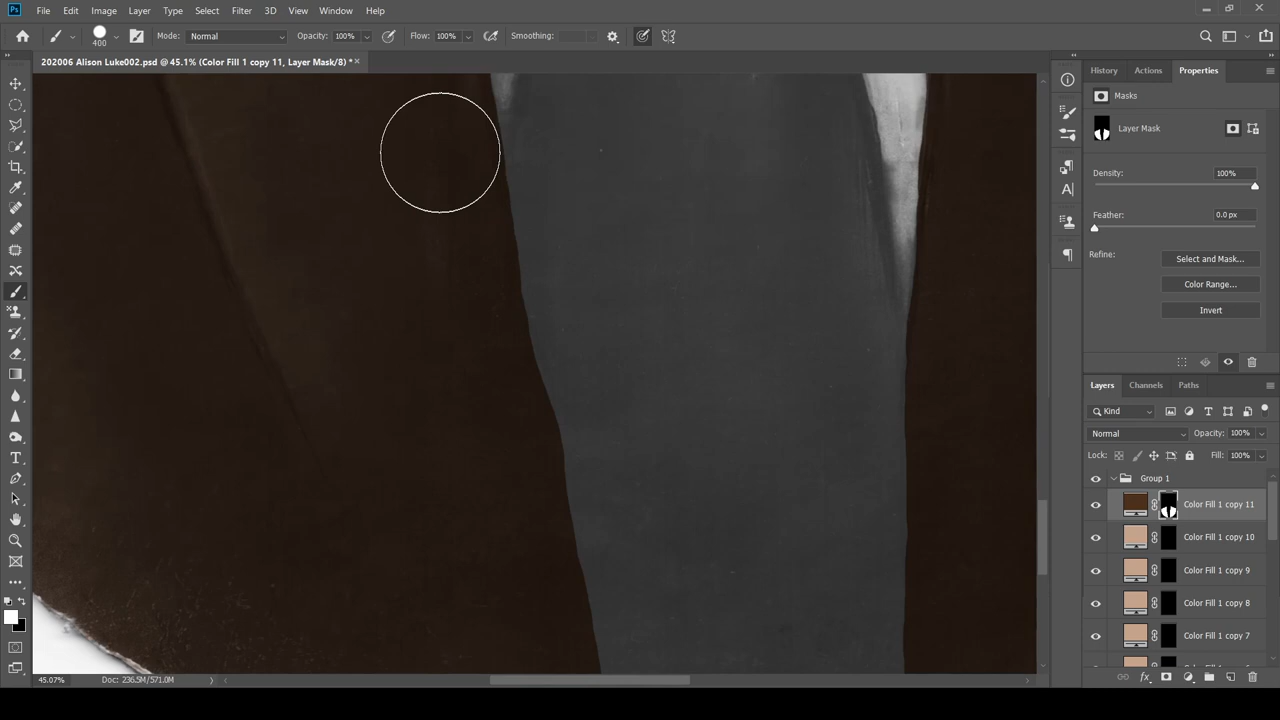 Ps File Edit Image Layer Type Select Filter 3D View Window Help
400 Mode: Normal Opacity: 100% Flow: 100% Smoothing:
202006 Alison Luke002.psd @ 45.1% (Color Fill 1 copy 11, Layer Mask/8) * ×
History Actions Properties
Masks
Layer Mask
Density: 100%
Feather: 0.0 px
Refine: Select and Mask...
Color Range...
Invert
Layers Channels Paths
Kind
Normal Opacity: 100%
Lock: Fill: 100%
Group 1
Color Fill 1 copy 11
Color Fill 1 copy 10
Color Fill 1 copy 9
Color Fill 1 copy 8
Color Fill 1 copy 7
45.07% Doc: 236.5M/571.0M